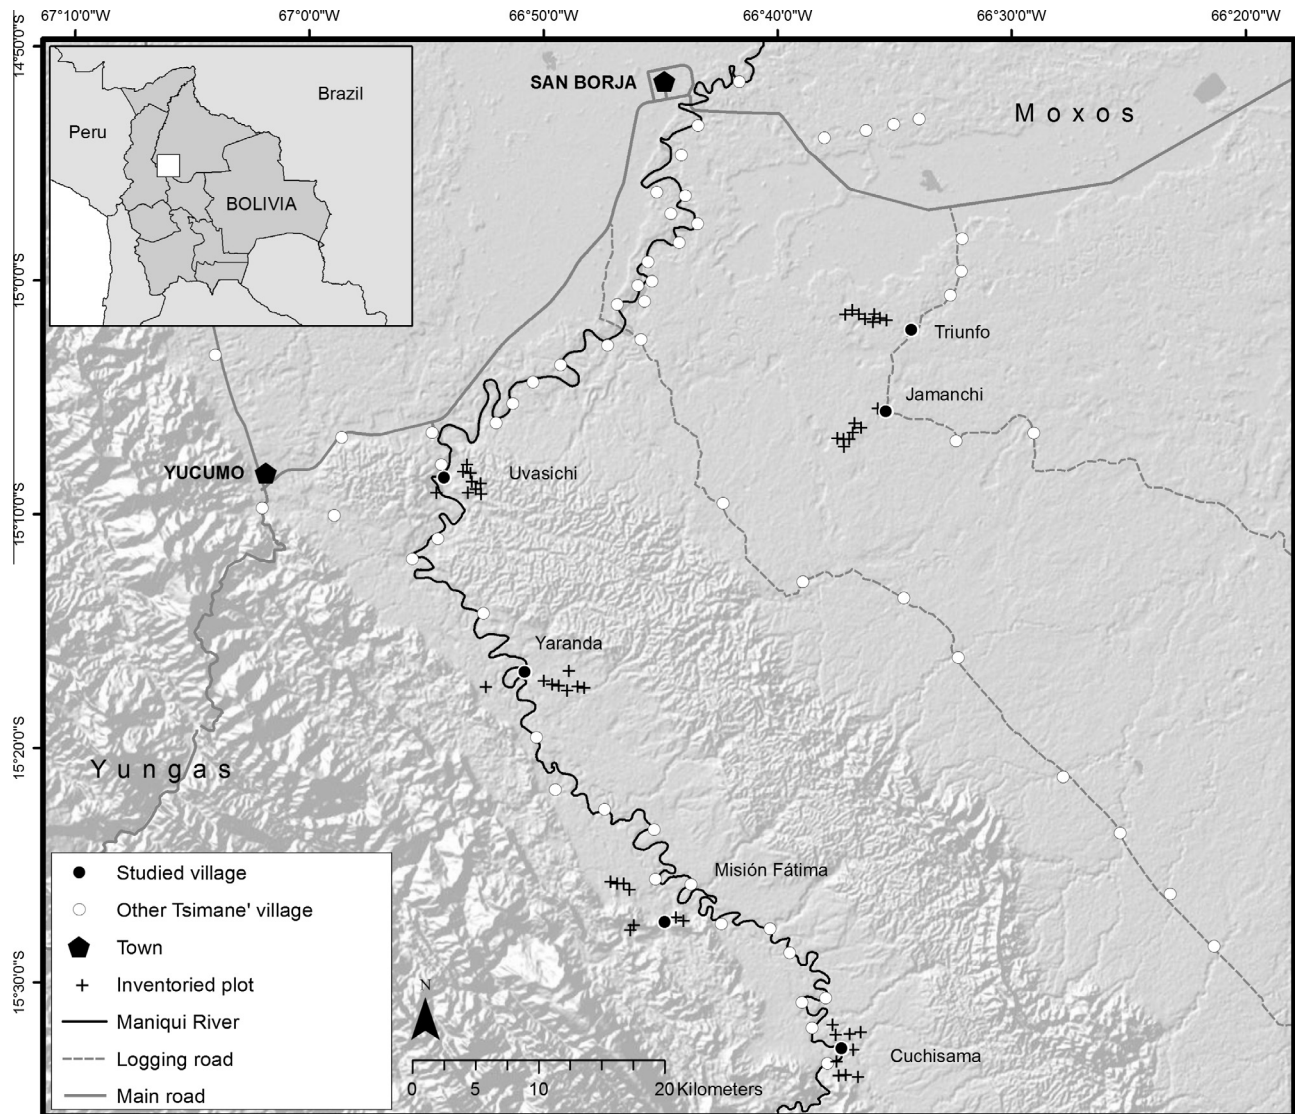 67°10'0"W 67°0'0"W 66°50'0"W 66°40'0"W 66°30'0"W 66°20'0"W
14°50'0"S
15°0'0"S
15°10'0"S
15°20'0"S
15°30'0"S
Brazil
Peru
BOLIVIA
SAN BORJA
Moxos
Triunfo
Jamanchi
YUCUMO
Uvasichi
Yaranda
Yungas
Misión Fátima
Cuchisama
Studied village
Other Tsimane' village
Town
Inventoried plot
Maniqui River
Logging road
Main road
N
0 5 10 20 Kilometers